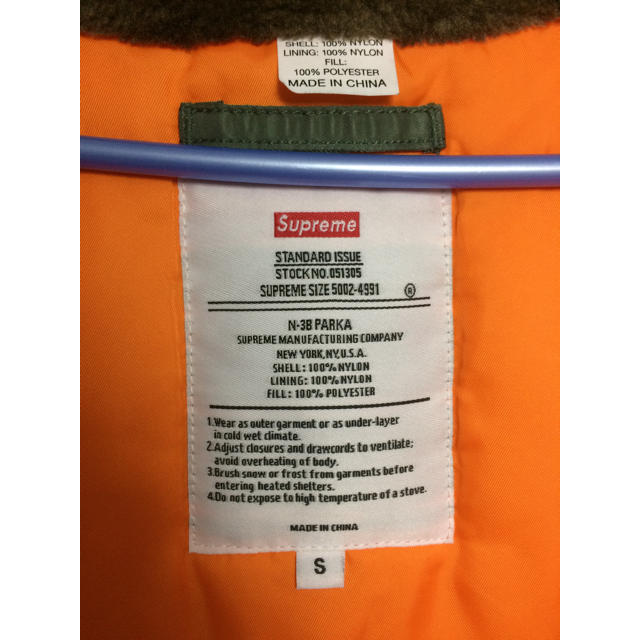 SHELL: 100% NYLON
LINING: 100% NYLON
FILL:
100% POLYESTER
MADE IN CHINA
Supreme
STANDARD ISSUE
STOCK NO.051305
SUPREME SIZE 5002-4991 ®
N-3B PARKA
SUPREME MANUFACTURING COMPANY
NEW YORK,NY,U.S.A.
SHELL: 100% NYLON
LINING: 100% NYLON
FILL: 100% POLYESTER
1.Wear as outer garment or as under-layer
in cold wet climate.
2.Adjust closures and drawcords to ventilate;
avoid overheating of body.
3.Brush snow or frost from garments before
entering heated shelters.
4.Do not expose to high temperature of a stove.
MADE IN CHINA
S